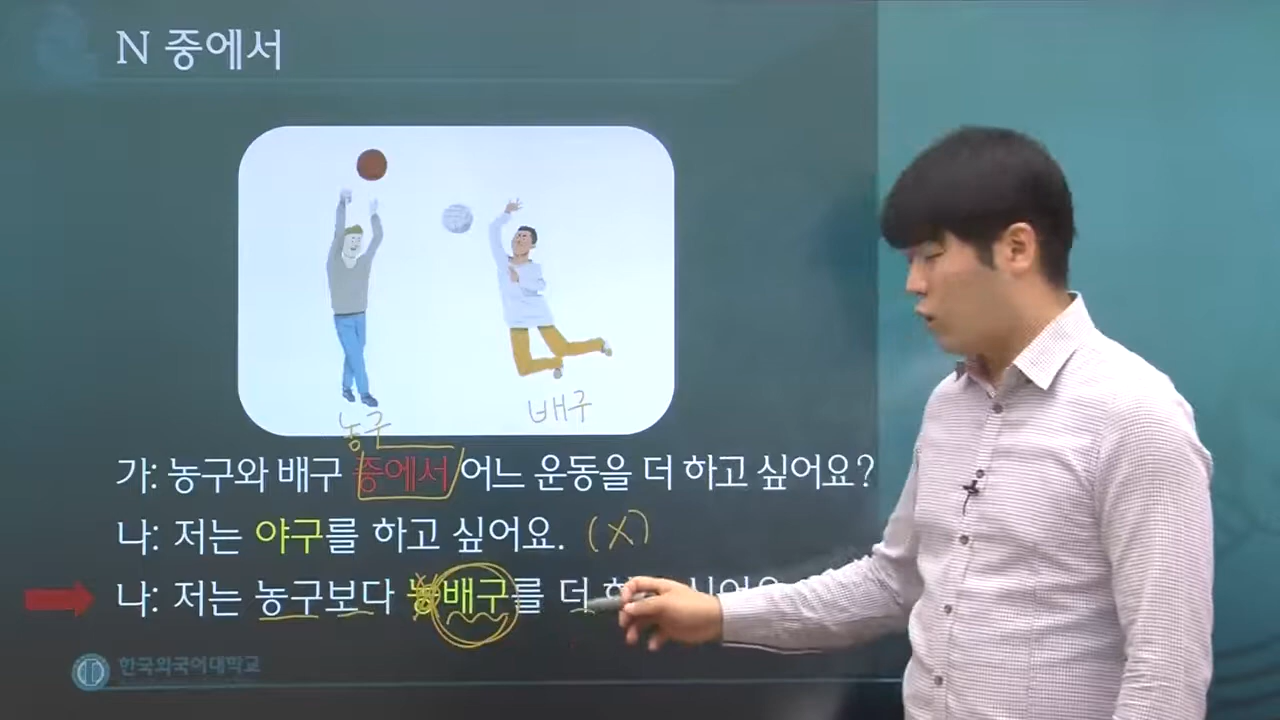 N 중에서
농구
배구
가: 농구와 배구 중에서 어느 운동을 더 하고 싶어요?
나: 저는 야구를 하고 싶어요. (X)
나: 저는 농구보다 배구를 더
한국외국어대학교